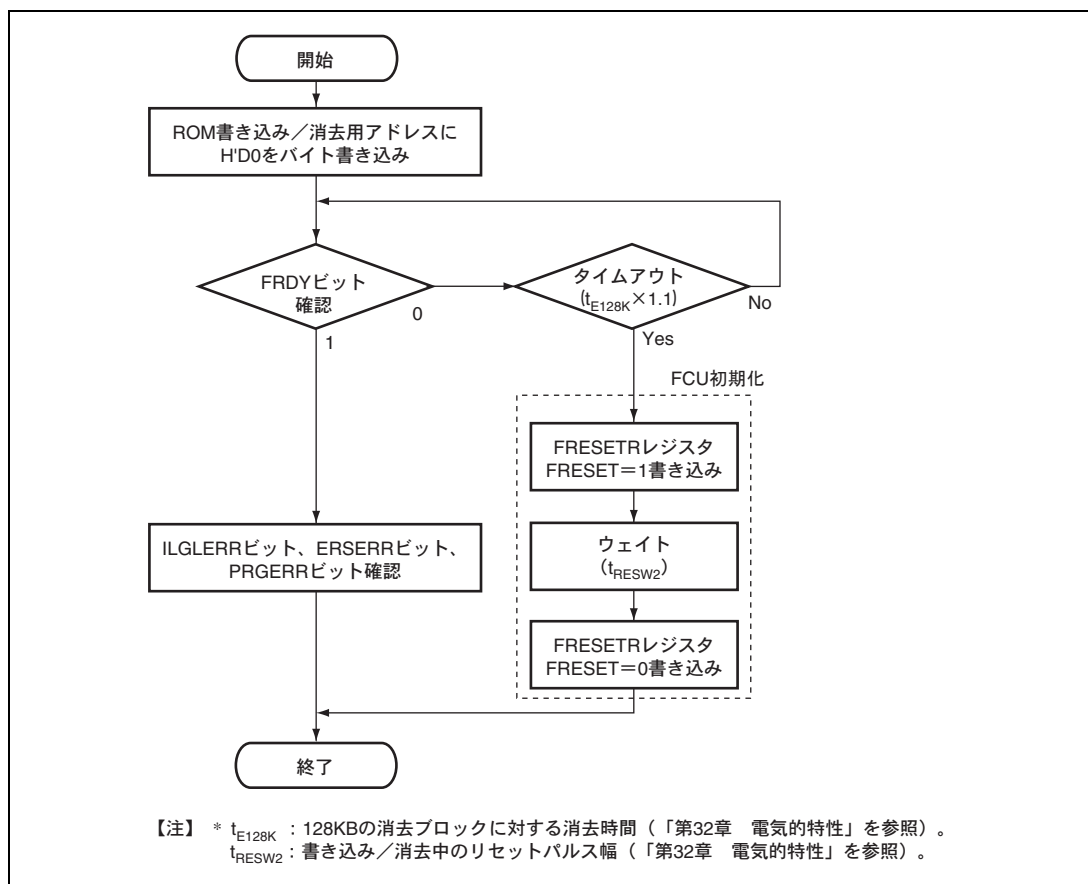 開始
ROM書き込み／消去用アドレスに
H'D0をバイト書き込み
FRDYビット
確認
0
1
タイムアウト
(tE128K×1.1)
No
Yes
FCU初期化
FRESETRレジスタ
FRESET＝1書き込み
ウェイト
（tRESW2）
FRESETRレジスタ
FRESET＝0書き込み
ILGLERRビット、ERSERRビット、
PRGERRビット確認
終了
【注】 * tE128K ：128KBの消去ブロックに対する消去時間（「第32章　電気的特性」を参照）。
tRESW2：書き込み／消去中のリセットパルス幅（「第32章　電気的特性」を参照）。